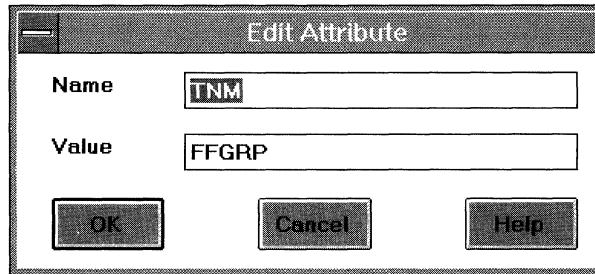 Edit Attribute
Name TNM
Value FFGRP
OK Cancel Help